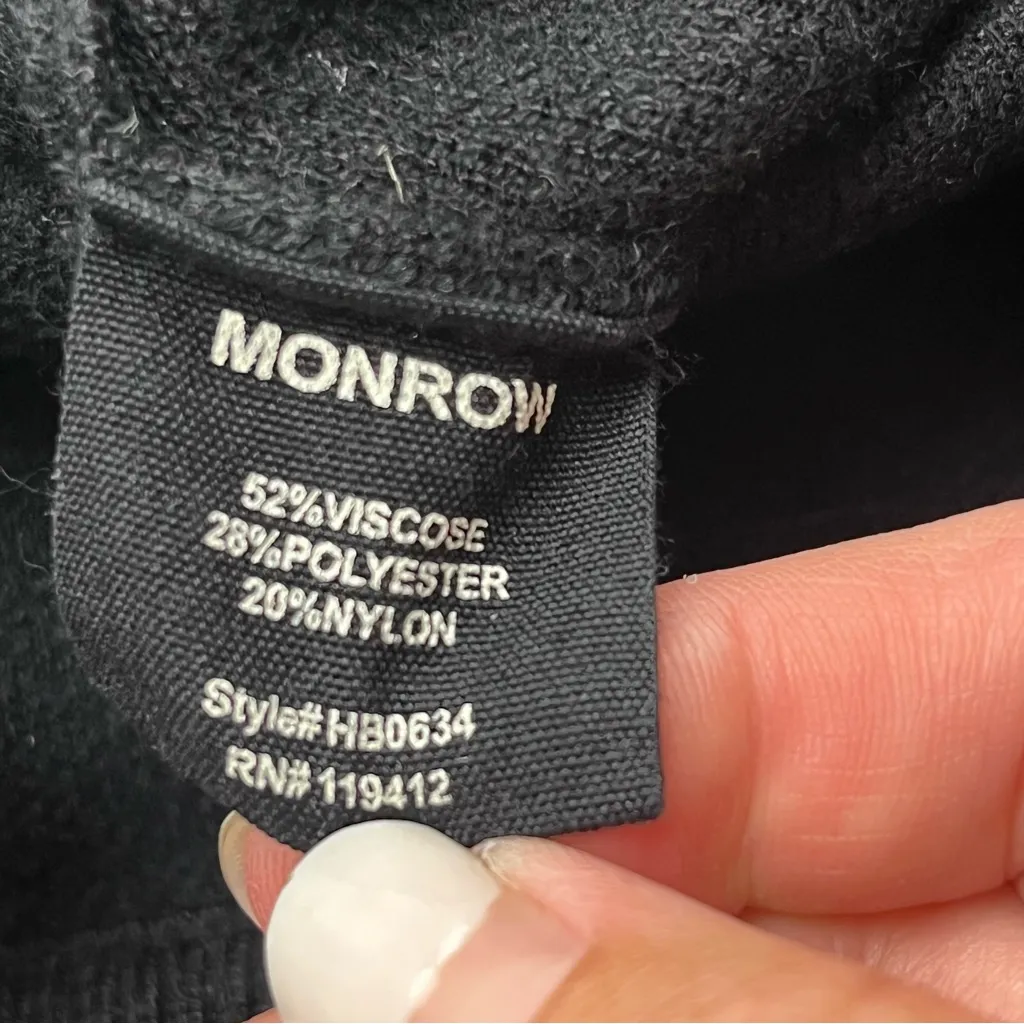 MONROW
52%VISCOSE
28%POLYESTER
20%NYLON
Style# HB0634
RN# 119412